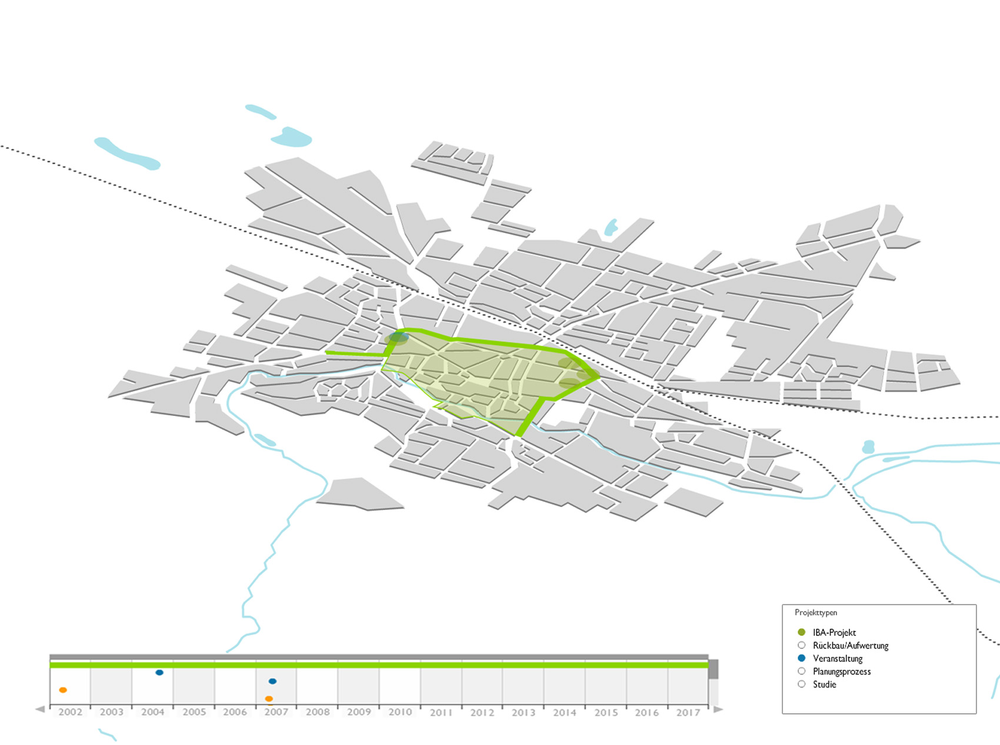 Projekttypen
IBA-Projekt
Rückbau/Aufwertung
Veranstaltung
Planungsprozess
Studie
2002 2003 2004 2005 2006 2007 2008 2009 2010 2011 2012 2013 2014 2015 2016 2017